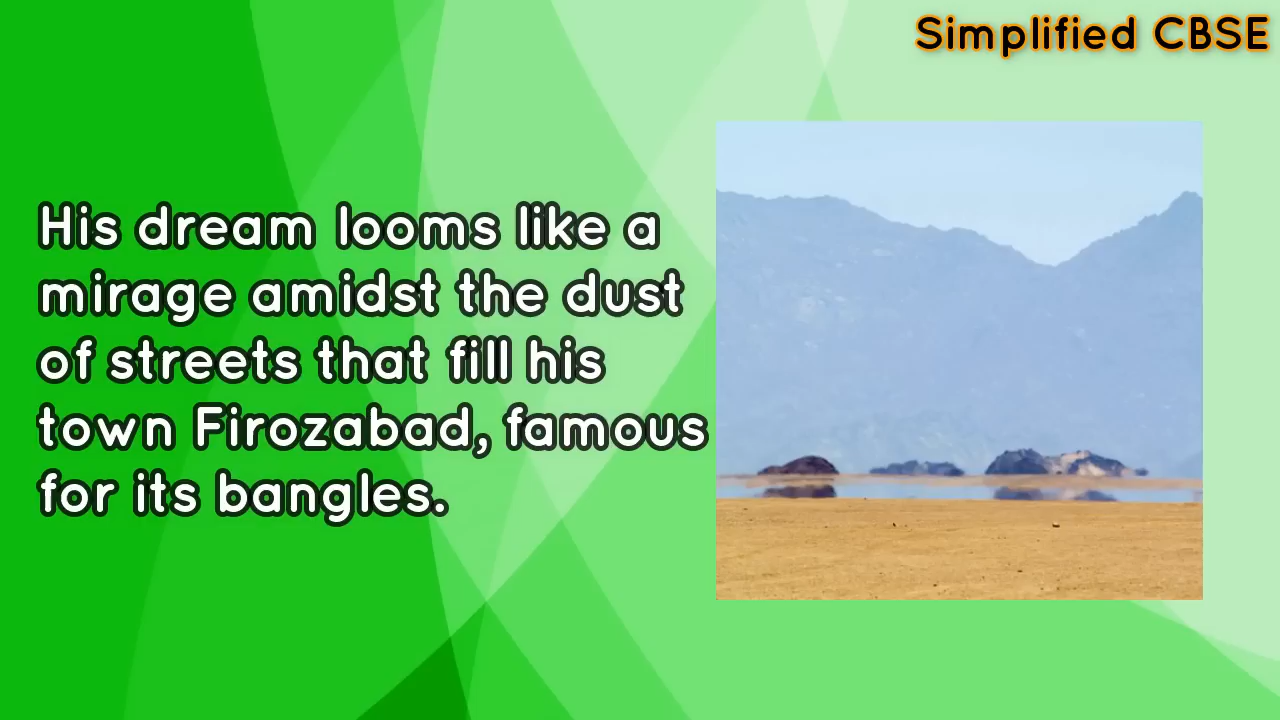 Simplified CBSE
His dream looms like a
mirage amidst the dust
of streets that fill his
town Firozabad, famous
for its bangles.